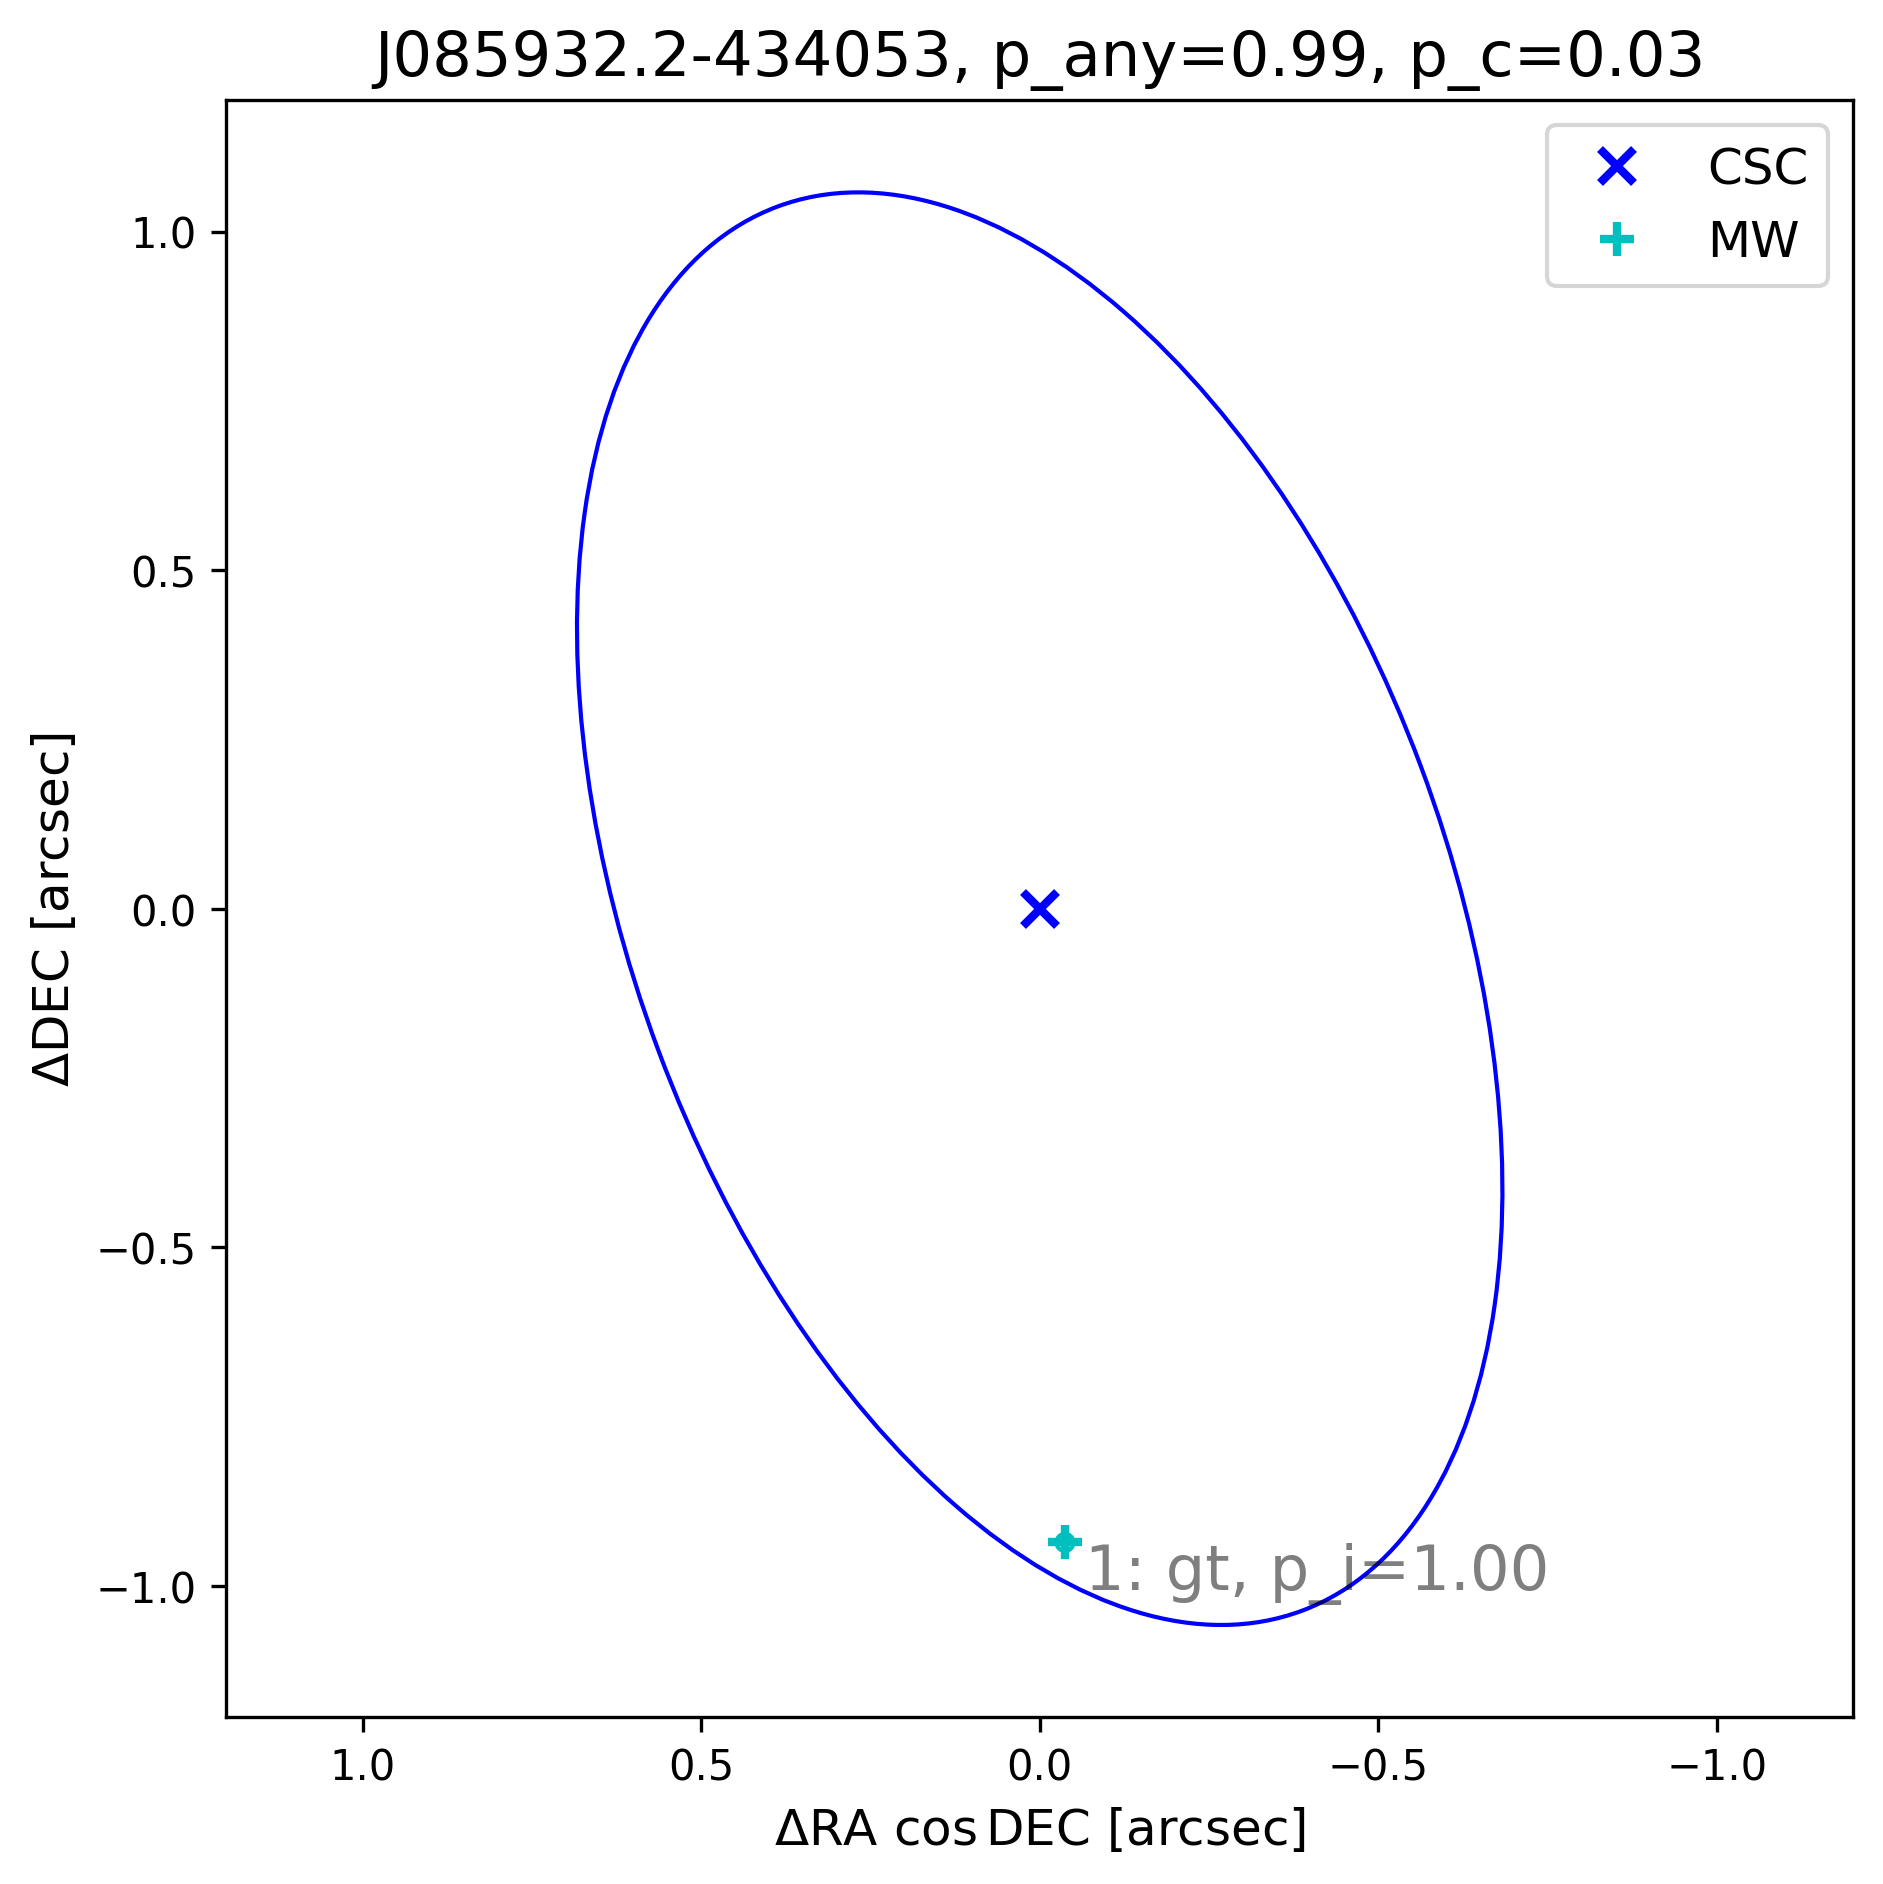 J085932.2-434053, p_any=0.99, p_c=0.03
CSC
MW
1.0
0.5
0.0
−0.5
−1.0
ΔDEC [arcsec]
1: gt, p_i=1.00
1.0
0.5
0.0
−0.5
−1.0
ΔRA cos DEC [arcsec]